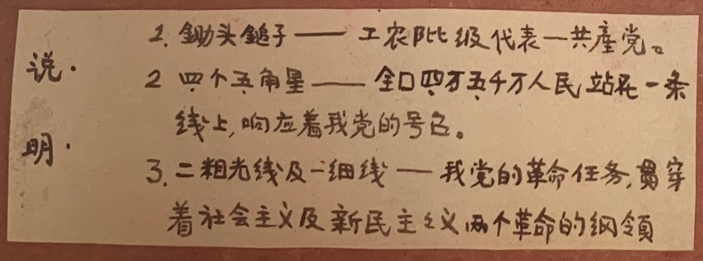 说·
明·
1. 鋤头鎚子——工农阶级代表—共產党。
2 四个五角星——全口四万五千万人民站在一条
线上,响应着我党的号召。
3. 二粗光线及一细线——我党的革命任务,贯穿
着社会主义及新民主主义两个革命的纲领